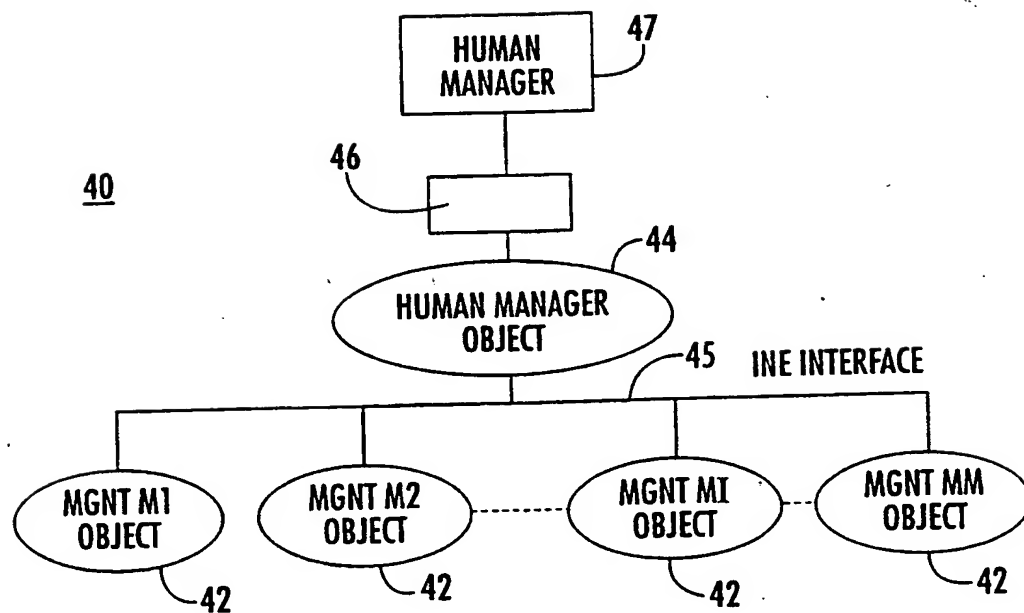 HUMAN
MANAGER
47
46
40
44
HUMAN MANAGER
OBJECT
45
INE INTERFACE
MGNT M1
OBJECT
MGNT M2
OBJECT
MGNT MI
OBJECT
MGNT MM
OBJECT
42
42
42
42